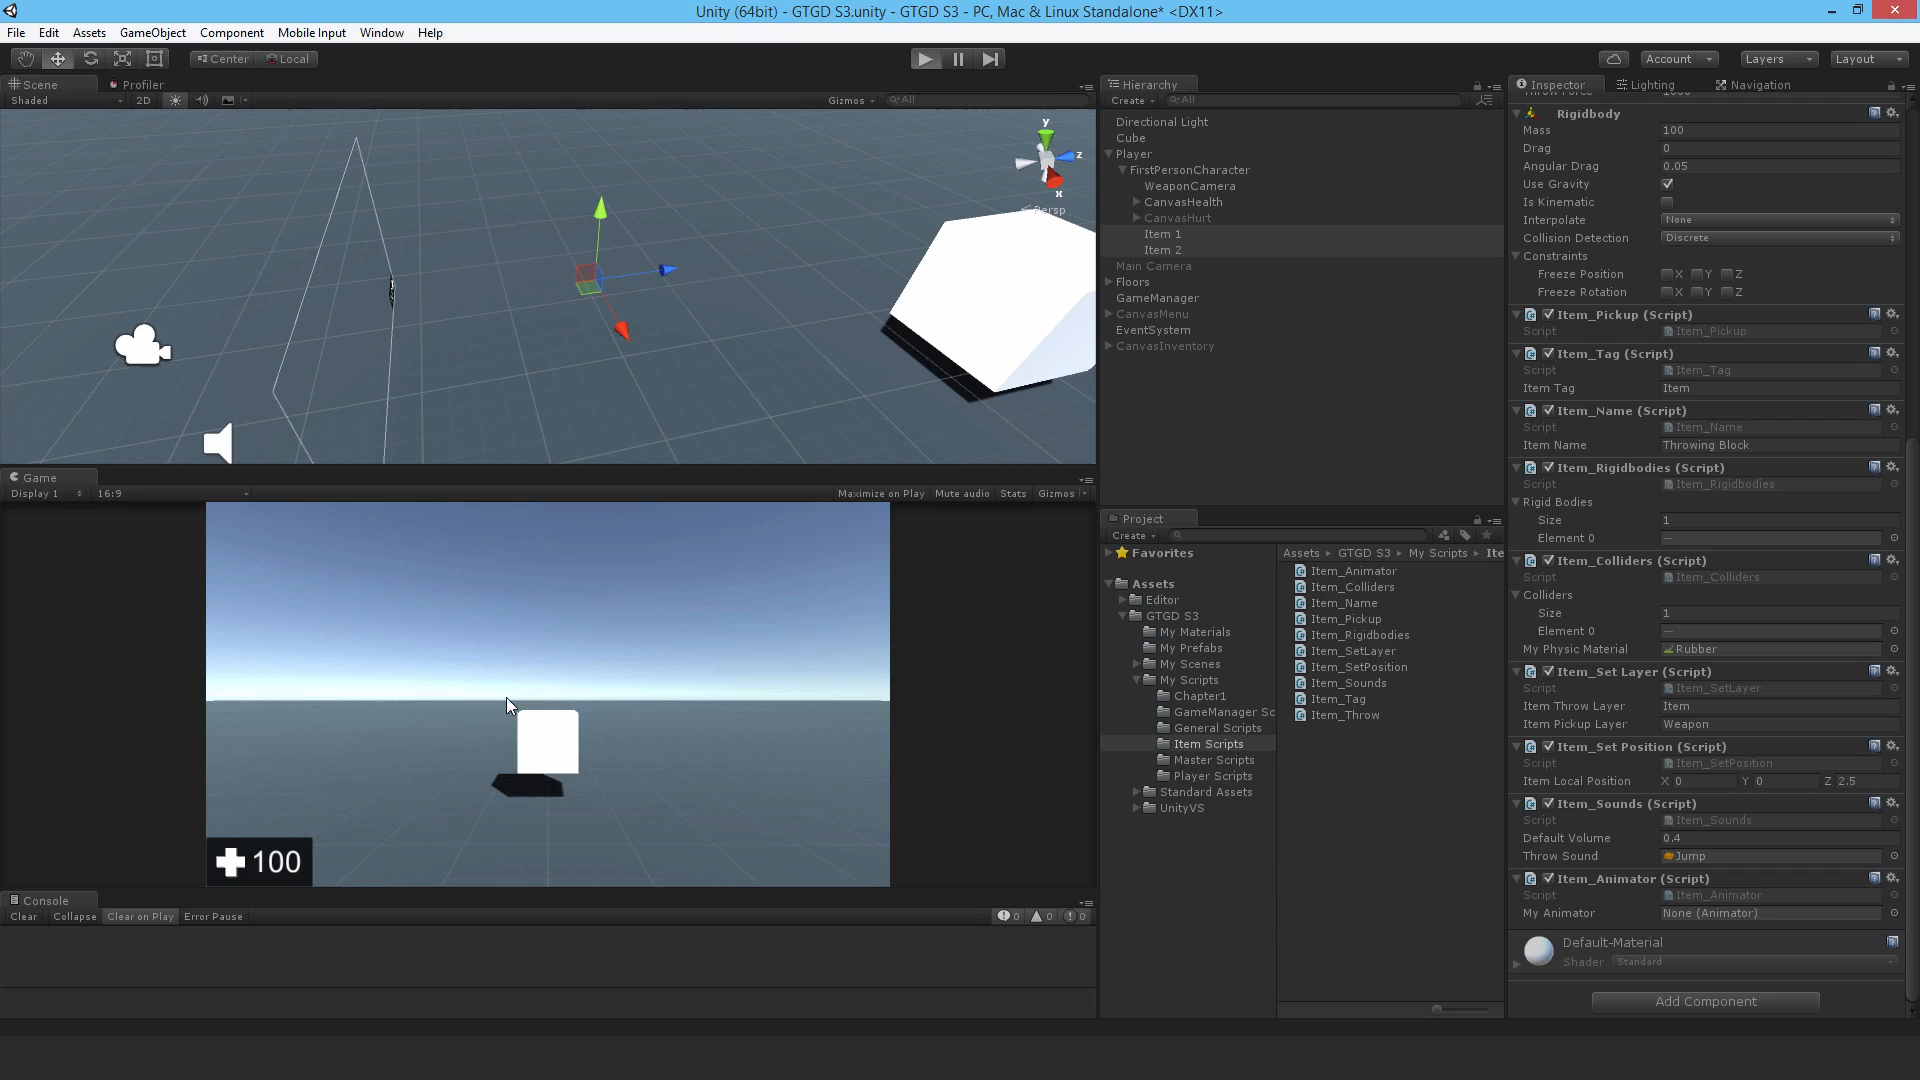 Unity (64bit) - GTGD S3.unity - GTGD S3 - PC, Mac & Linux Standalone* <DX11>
File Edit Assets GameObject Component Mobile Input Window Help
Center Local
Account Layers Layout
Scene Profiler
Shaded 2D Gizmos All
y
z
x
Persp
Game
Display 1 16:9 Maximize on Play Mute audio Stats Gizmos
100
Console
Clear Collapse Clear on Play Error Pause 0 0 0
Hierarchy
Create All
Directional Light
Cube
Player
FirstPersonCharacter
WeaponCamera
CanvasHealth
CanvasHurt
Item 1
Item 2
Main Camera
Floors
GameManager
CanvasMenu
EventSystem
CanvasInventory
Project
Create
Favorites
Assets
Editor
GTGD S3
My Materials
My Prefabs
My Scenes
My Scripts
Chapter1
GameManager Sc
General Scripts
Item Scripts
Master Scripts
Player Scripts
Standard Assets
UnityVS
Assets GTGD S3 My Scripts Ite
Item_Animator
Item_Colliders
Item_Name
Item_Pickup
Item_Rigidbodies
Item_SetLayer
Item_SetPosition
Item_Sounds
Item_Tag
Item_Throw
Inspector Lighting Navigation
Rigidbody
Mass 100
Drag 0
Angular Drag 0.05
Use Gravity
Is Kinematic
Interpolate None
Collision Detection Discrete
Constraints
Freeze Position X Y Z
Freeze Rotation X Y Z
Item_Pickup (Script)
Script Item_Pickup
Item_Tag (Script)
Script Item_Tag
Item Tag Item
Item_Name (Script)
Script Item_Name
Item Name Throwing Block
Item_Rigidbodies (Script)
Script Item_Rigidbodies
Rigid Bodies
Size 1
Element 0 —
Item_Colliders (Script)
Script Item_Colliders
Colliders
Size 1
Element 0 —
My Physic Material Rubber
Item_Set Layer (Script)
Script Item_SetLayer
Item Throw Layer Item
Item Pickup Layer Weapon
Item_Set Position (Script)
Script Item_SetPosition
Item Local Position X 0 Y 0 Z 2.5
Item_Sounds (Script)
Script Item_Sounds
Default Volume 0.4
Throw Sound Jump
Item_Animator (Script)
Script Item_Animator
My Animator None (Animator)
Default-Material
Shader Standard
Add Component